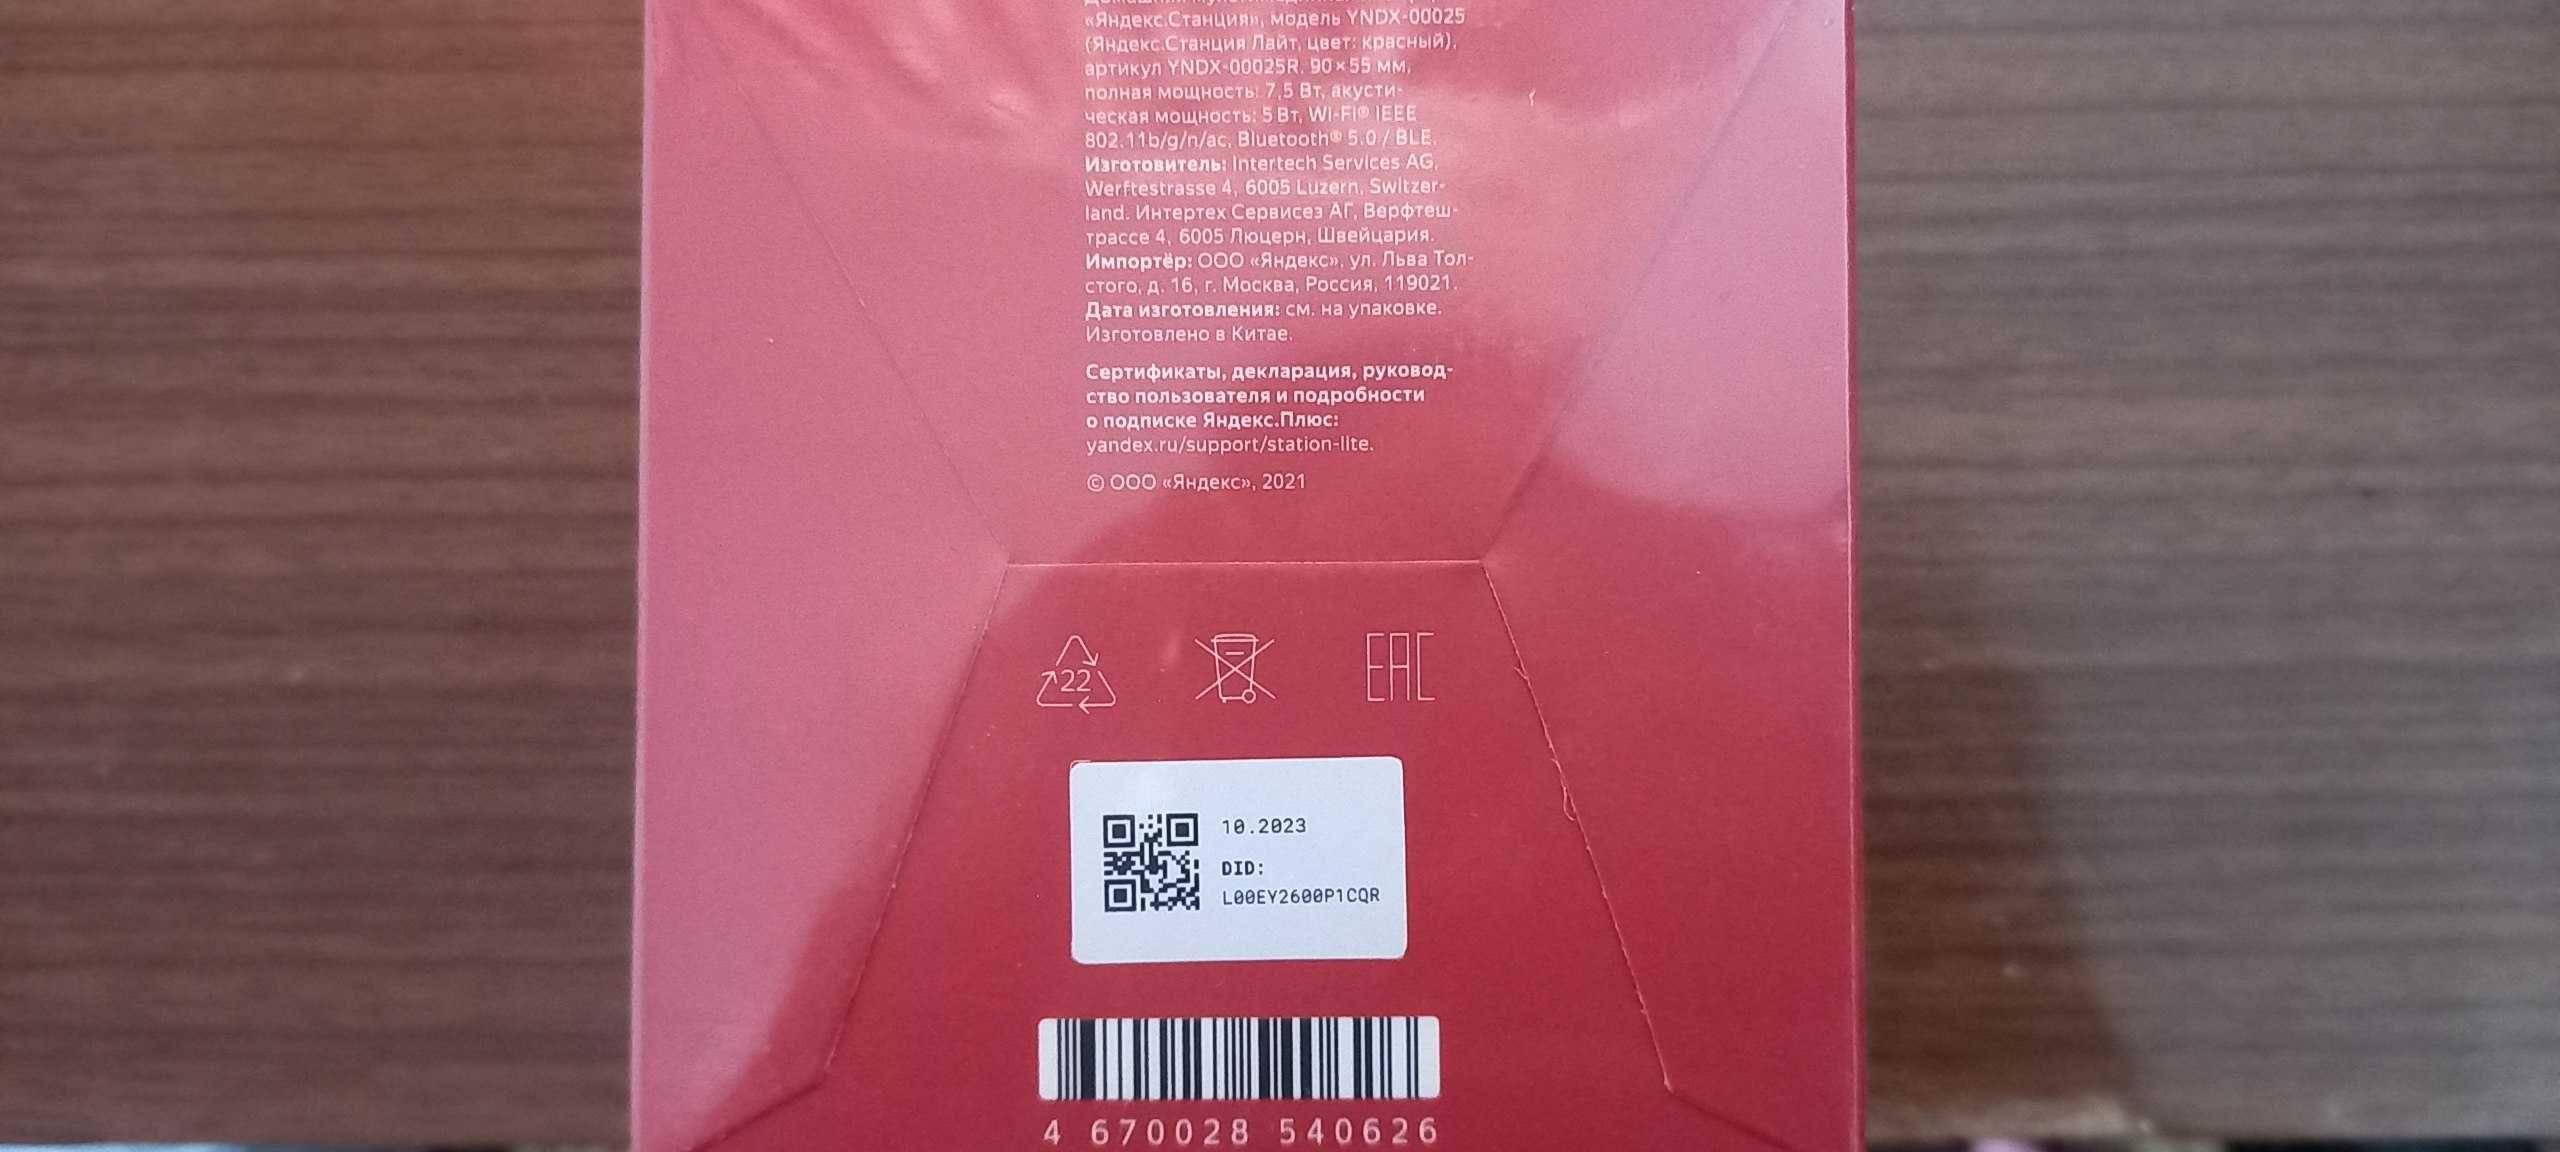 «Яндекс.Станция», модель YNDX-00025
(Яндекс.Станция Лайт, цвет: красный),
артикул YNDX-00025R. 90×55 мм,
полная мощность: 7,5 Вт, акусти-
ческая мощность: 5 Вт, Wi-Fi® IEEE
802.11b/g/n/ac, Bluetooth® 5.0 / BLE.
Изготовитель: Intertech Services AG,
Werftestrasse 4, 6005 Luzern, Switzer-
land. Интертех Сервисез АГ, Верфтеш-
трассе 4, 6005 Люцерн, Швейцария.
Импортёр: ООО «Яндекс», ул. Льва Тол-
стого, д. 16, г. Москва, Россия, 119021.
Дата изготовления: см. на упаковке.
Изготовлено в Китае.
Сертификаты, декларация, руковод-
ство пользователя и подробности
о подписке Яндекс.Плюс:
yandex.ru/support/station-lite.
© ООО «Яндекс», 2021
22
EAC
10.2023
DID:
L00EY2600P1CQR
4 670028 540626